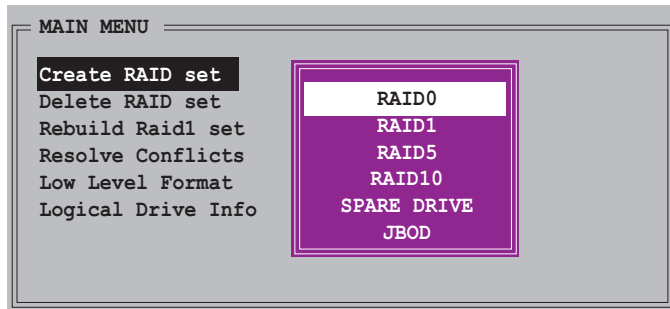 MAIN MENU
Create RAID set
Delete RAID set
Rebuild Raid1 set
Resolve Conflicts
Low Level Format
Logical Drive Info
RAID0
RAID1
RAID5
RAID10
SPARE DRIVE
JBOD